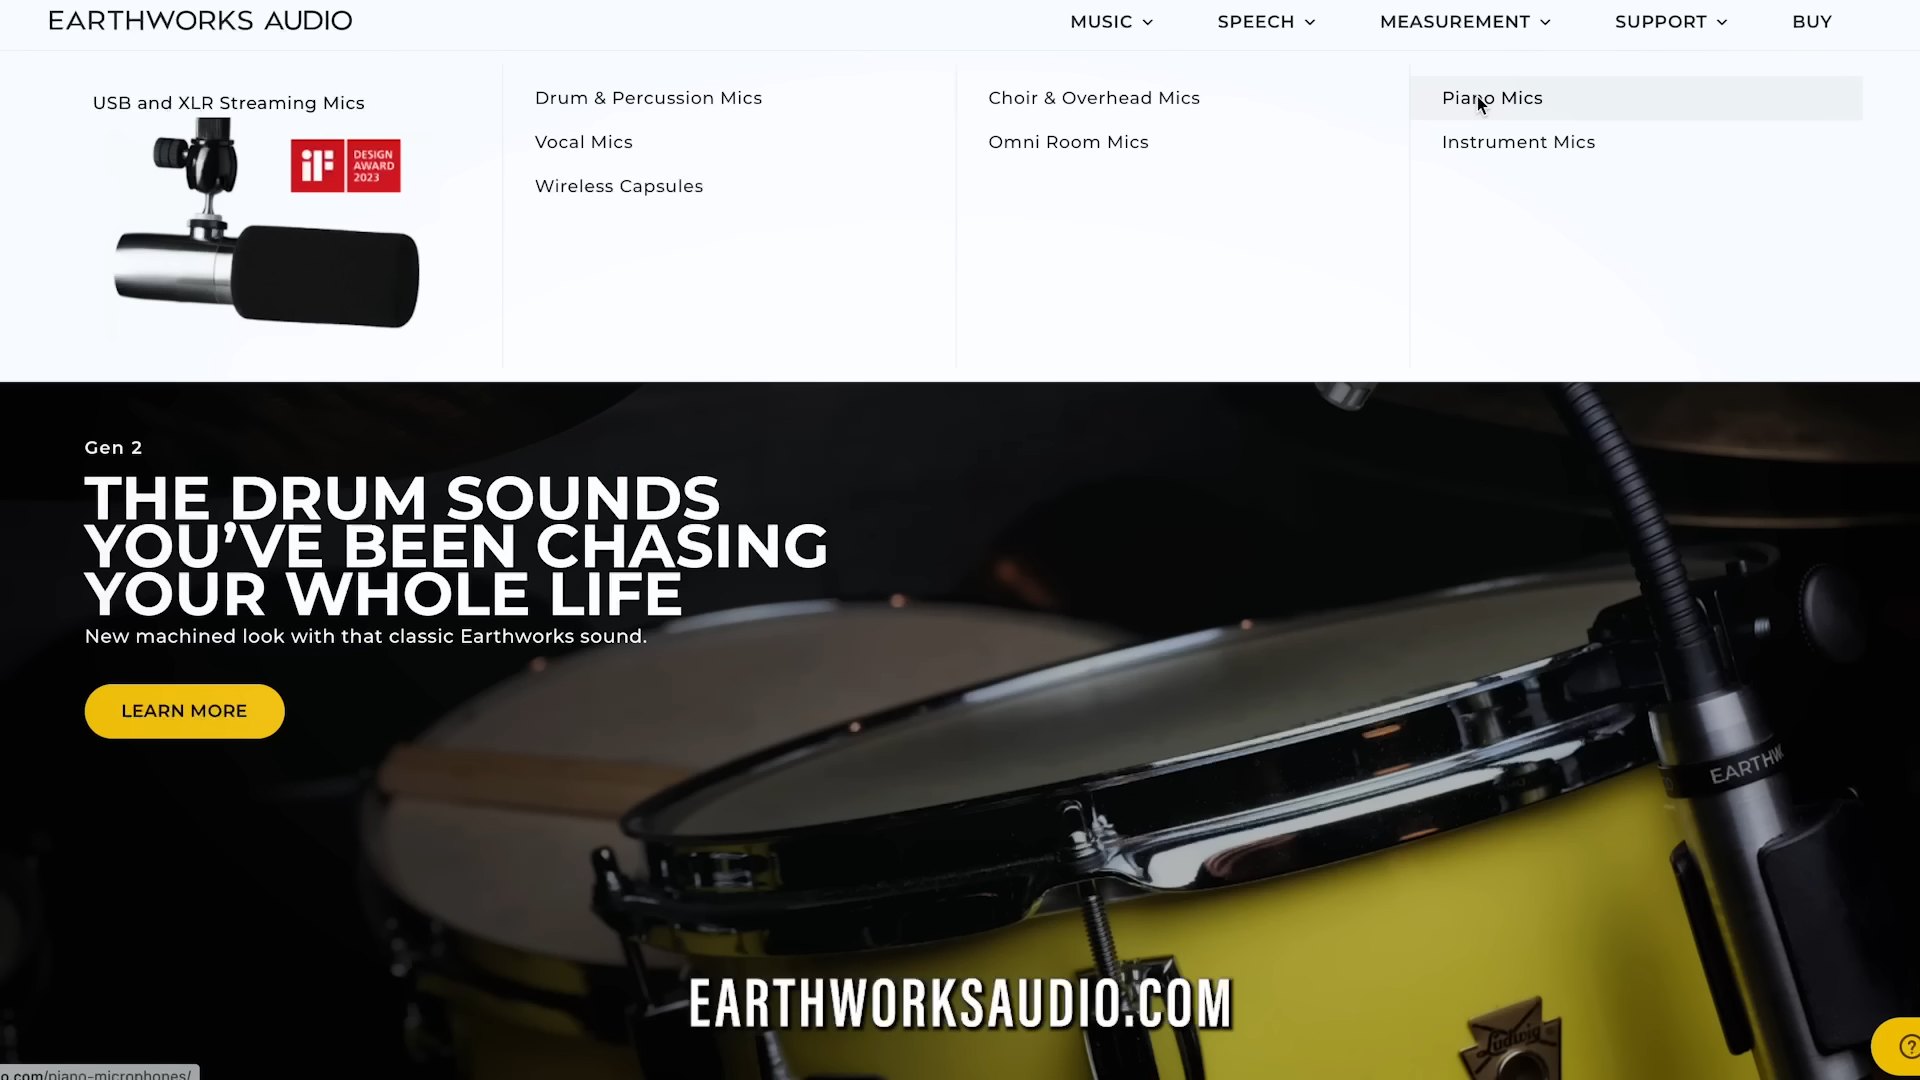 EARTHWORKS AUDIO
MUSIC
SPEECH
MEASUREMENT
SUPPORT
BUY
USB and XLR Streaming Mics
iF
DESIGN
AWARD
2023
Drum & Percussion Mics
Vocal Mics
Wireless Capsules
Choir & Overhead Mics
Omni Room Mics
Piano Mics
Instrument Mics
Gen 2
THE DRUM SOUNDS
YOU’VE BEEN CHASING
YOUR WHOLE LIFE
New machined look with that classic Earthworks sound.
LEARN MORE
EARTHW
Ludwig
EARTHWORKSAUDIO.COM
o.com/piano-microphones/
?